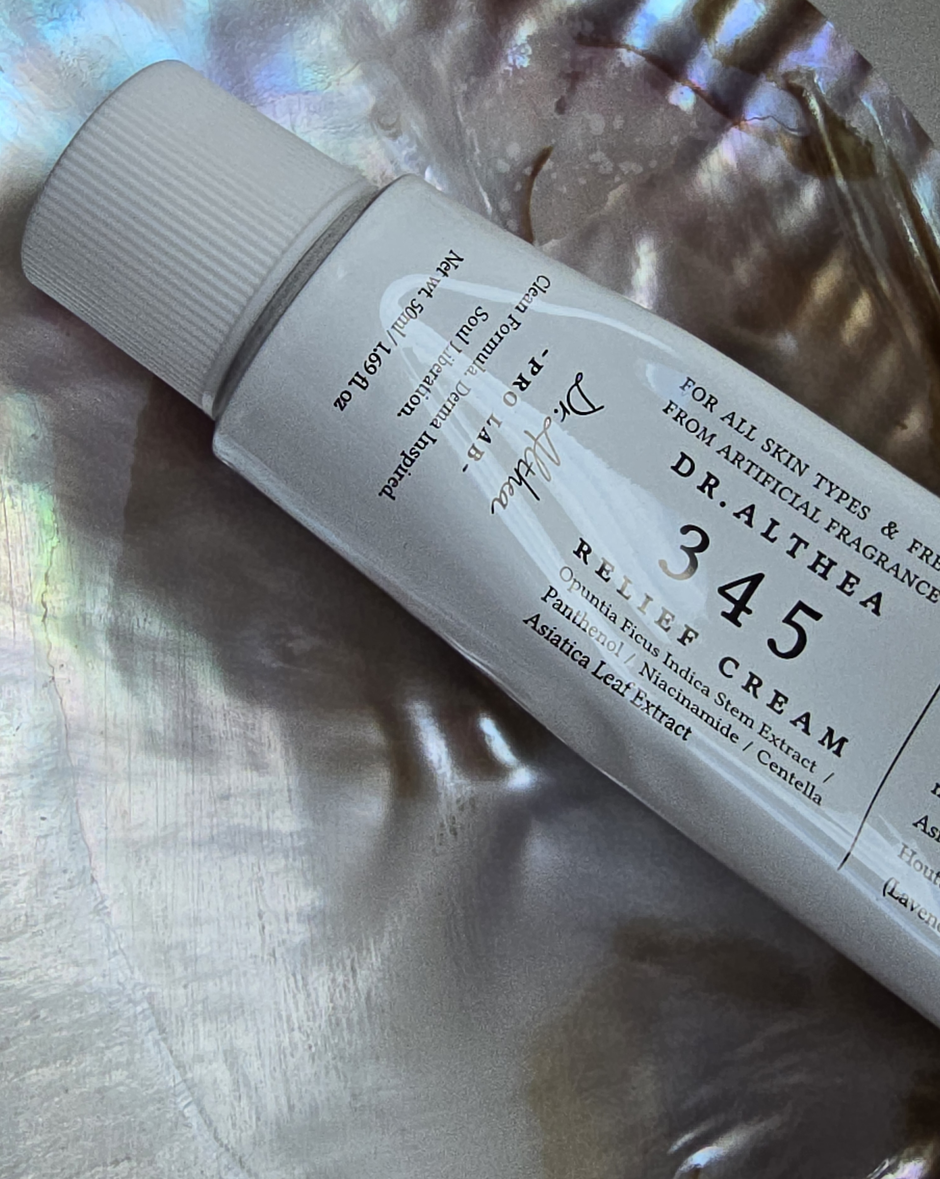 FOR ALL SKIN TYPES & FRE
FROM ARTIFICIAL FRAGRANCE
DR.ALTHEA
345
RELIEF CREAM
Opuntia Ficus Indica Stem Extract /
Panthenol / Niacinamide / Centella
Asiatica Leaf Extract
Dr.Althea
-PRO LAB-
Clean Formula, Derma Inspired,
Soul Liberation.
Net wt. 50ml / 1.69 fl. oz
Hout
(Laven